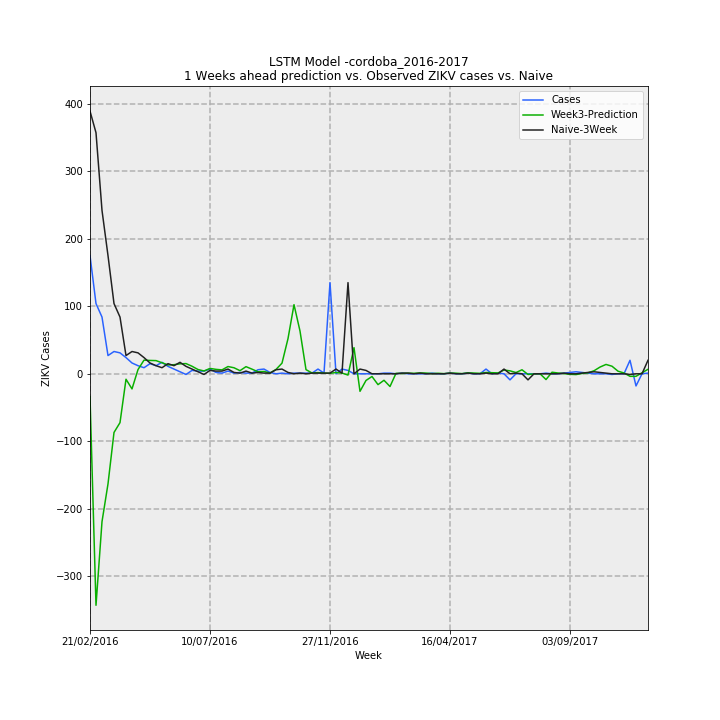 LSTM Model -cordoba_2016-2017
1 Weeks ahead prediction vs. Observed ZIKV cases vs. Naive
Cases
Week3-Prediction
Naive-3Week
ZIKV Cases
400
300
200
100
0
−100
−200
−300
21/02/2016
10/07/2016
27/11/2016
16/04/2017
03/09/2017
Week